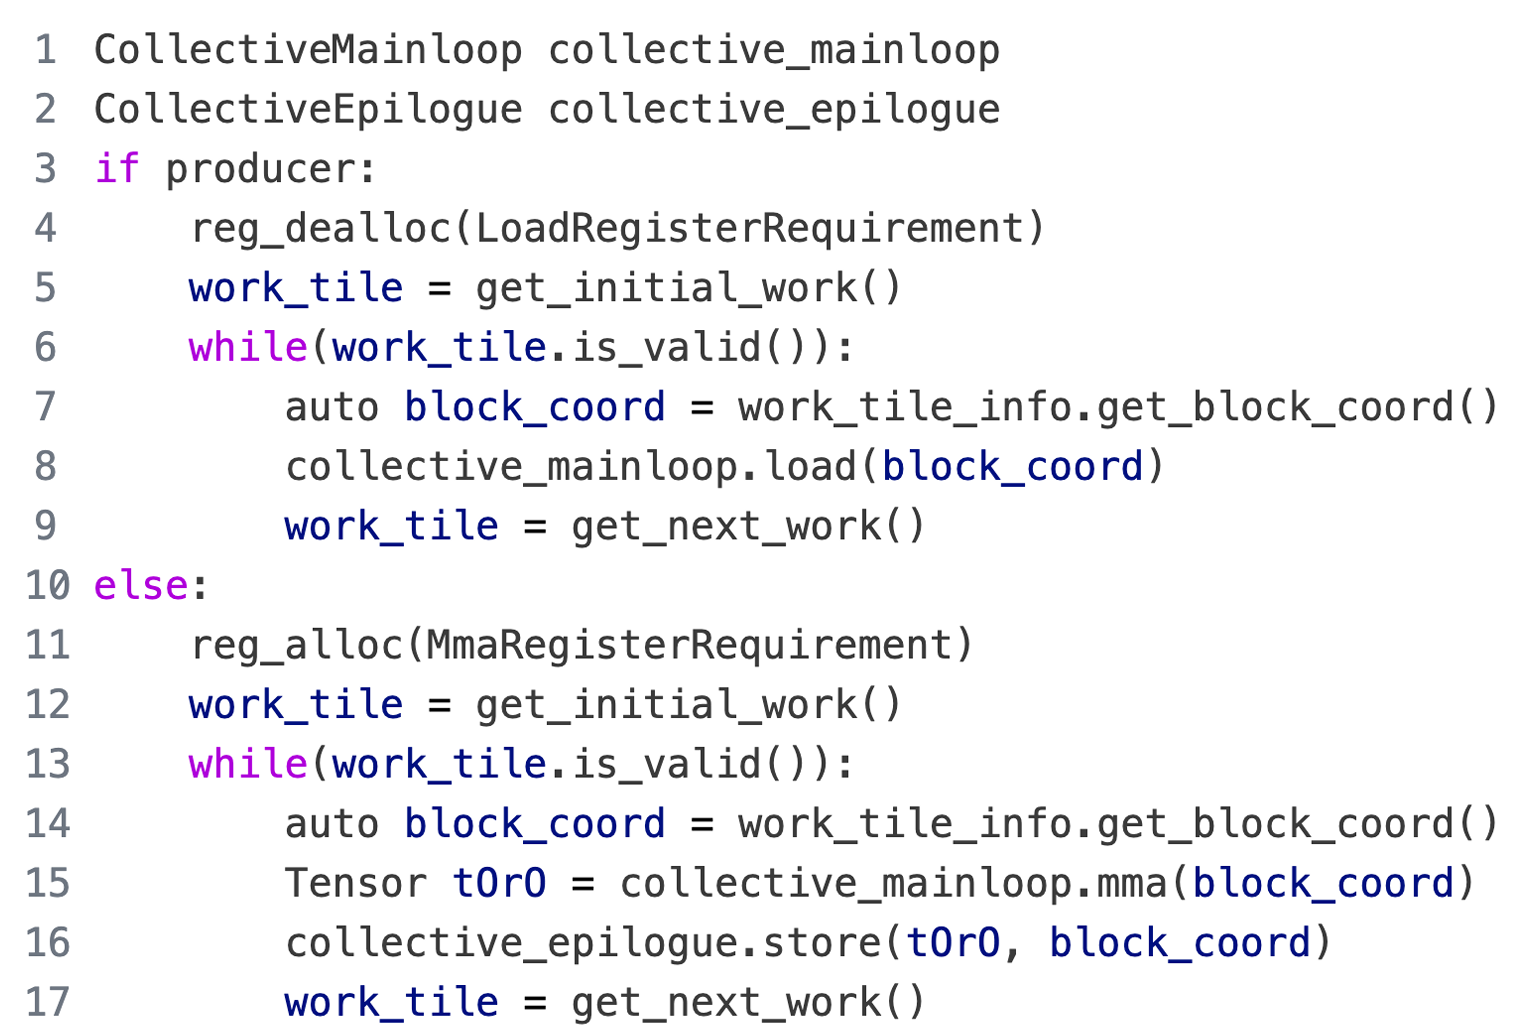 1 CollectiveMainloop collective_mainloop
2 CollectiveEpilogue collective_epilogue
3 if producer:
4     reg_dealloc(LoadRegisterRequirement)
5     work_tile = get_initial_work()
6     while(work_tile.is_valid()):
7         auto block_coord = work_tile_info.get_block_coord()
8         collective_mainloop.load(block_coord)
9         work_tile = get_next_work()
10 else:
11     reg_alloc(MmaRegisterRequirement)
12     work_tile = get_initial_work()
13     while(work_tile.is_valid()):
14         auto block_coord = work_tile_info.get_block_coord()
15         Tensor tOrO = collective_mainloop.mma(block_coord)
16         collective_epilogue.store(tOrO, block_coord)
17         work_tile = get_next_work()